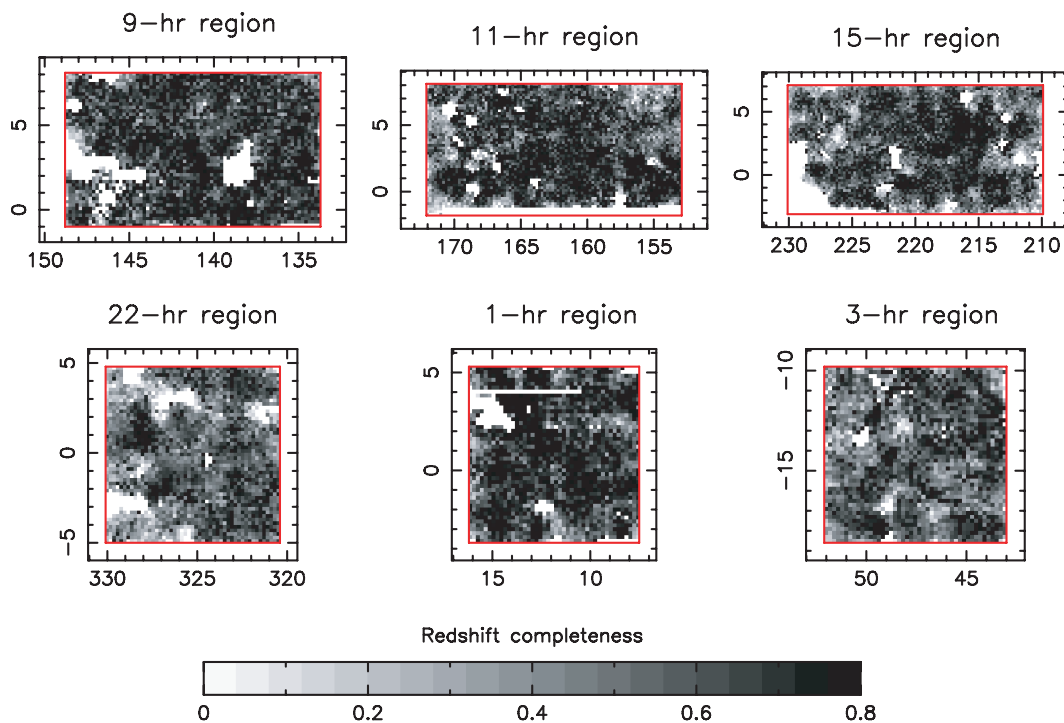 9-hr region
11-hr region
15-hr region
5
0
150 145 140 135
5
0
170 165 160 155
5
0
230 225 220 215 210
22-hr region
1-hr region
3-hr region
5
0
-5
330 325 320
5
0
15 10
-10
-15
50 45
Redshift completeness
0 0.2 0.4 0.6 0.8